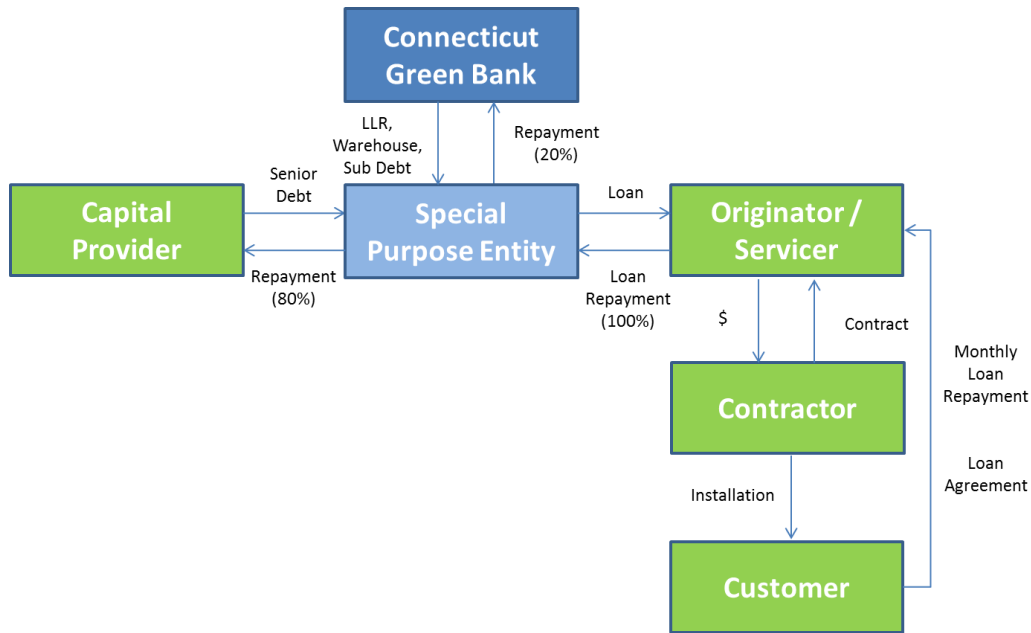 Connecticut
Green Bank
LLR,
Warehouse,
Sub Debt
Repayment
(20%)
Senior
Debt
Capital
Provider
Special
Purpose Entity
Loan
Originator /
Servicer
Repayment
(80%)
Loan
Repayment
(100%)
$
Contract
Monthly
Loan
Repayment
Contractor
Loan
Agreement
Installation
Customer